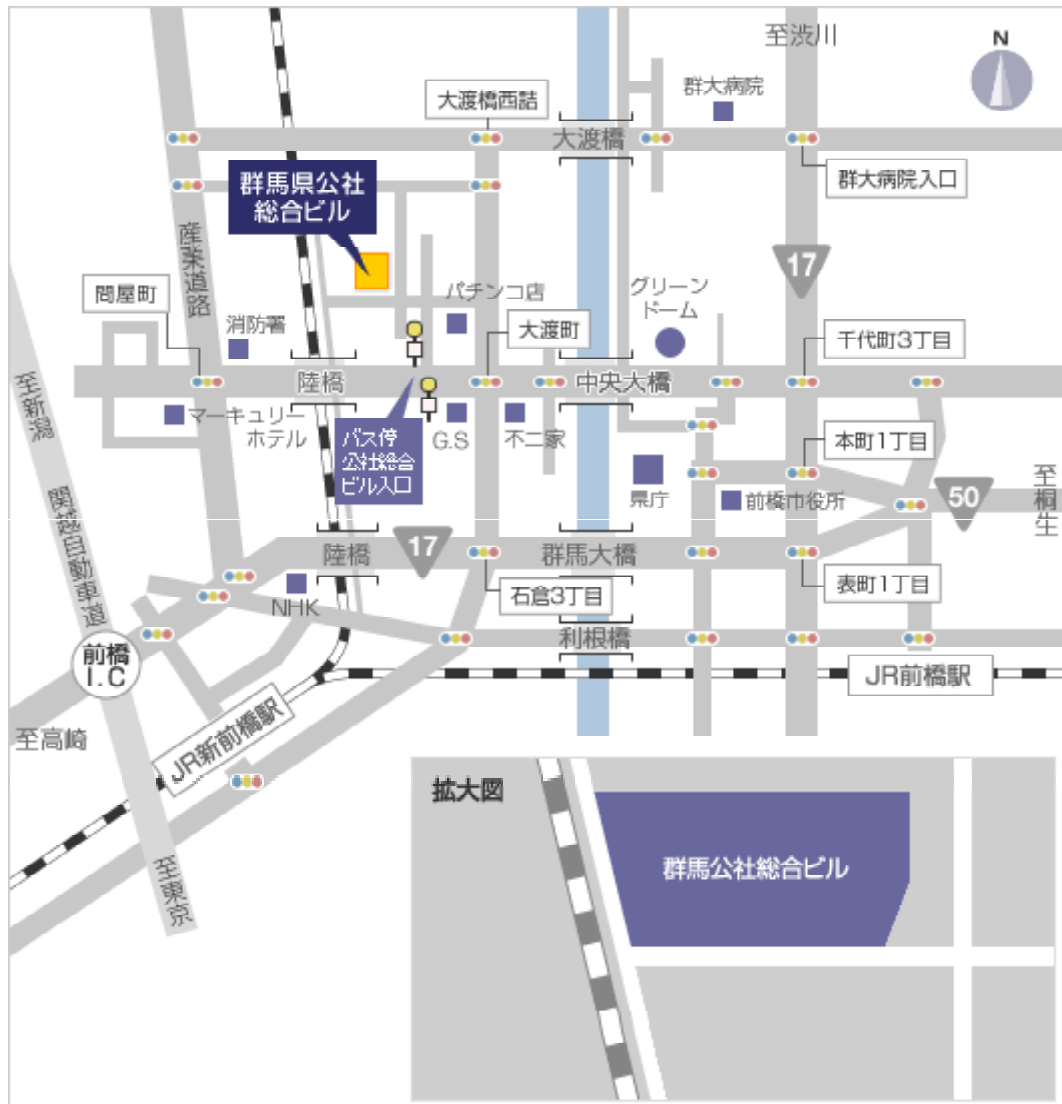 至渋川
N
群大病院
大渡橋西詰
大渡橋
群大病院入口
群馬県公社
総合ビル
産業道路
17
グリーン
ドーム
問屋町
消防署
パチンコ店
大渡町
千代町3丁目
至新潟
陸橋
中央大橋
マーキュリー
ホテル
バス停
公社総合
ビル入口
G.S
不二家
県庁
本町1丁目
前橋市役所
50
至桐生
関越自動車道
陸橋
17
群馬大橋
NHK
石倉3丁目
表町1丁目
利根橋
前橋
I.C
JR前橋駅
至高崎
JR新前橋駅
至東京
拡大図
群馬公社総合ビル